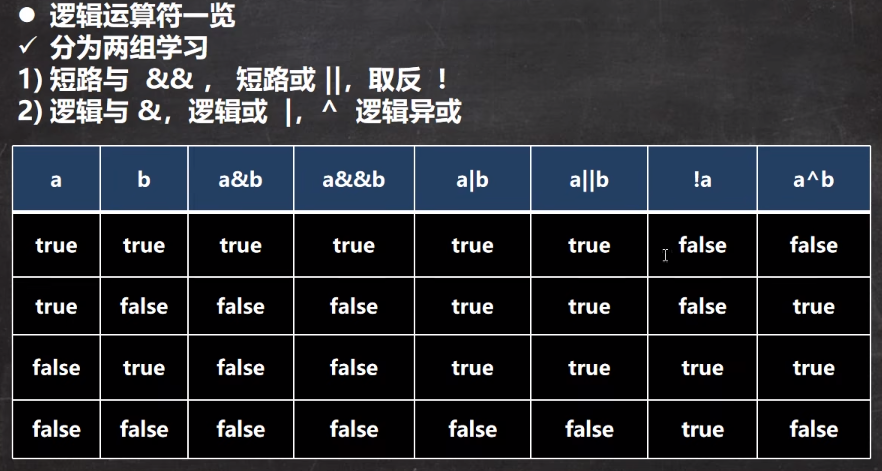 ● 逻辑运算符一览
✓ 分为两组学习
1) 短路与 && ， 短路或 ||，取反 ！
2) 逻辑与 &，逻辑或 |， ^ 逻辑异或
a b a&b a&&b a|b a||b !a a^b
true true true true true true false false
true false false false true true false true
false true false false true true true true
false false false false false false true false